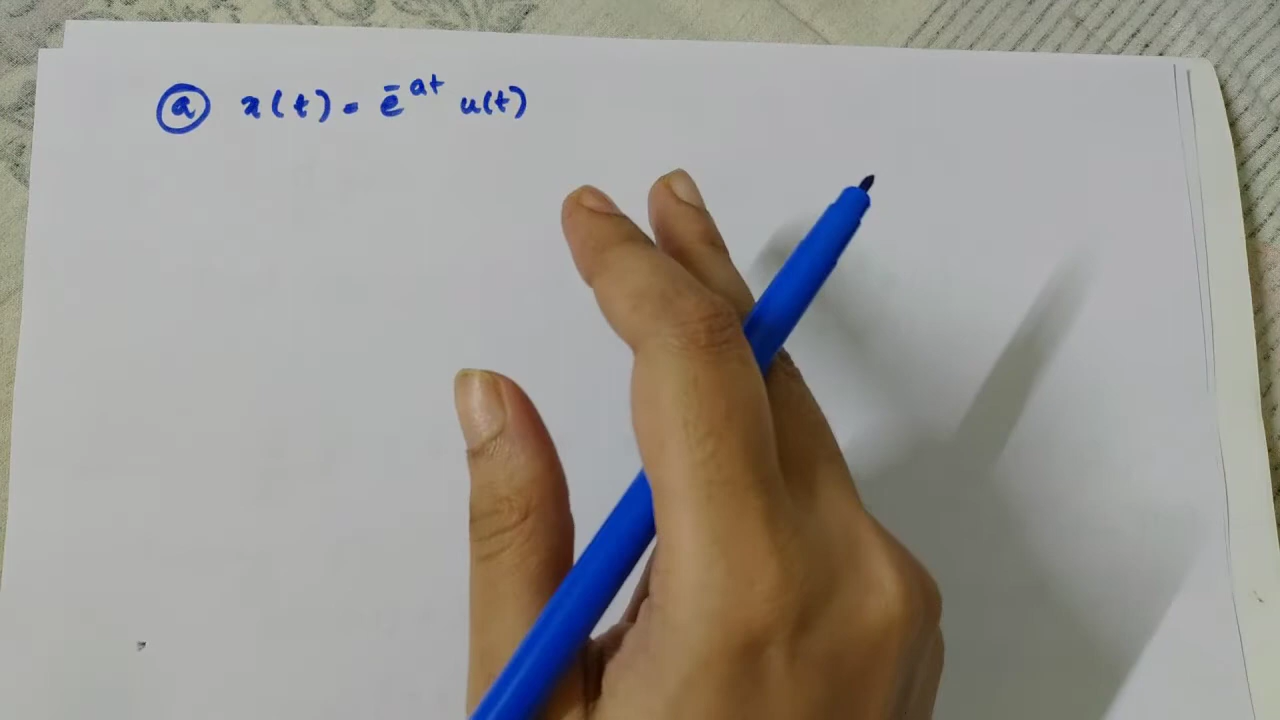 ⓐ x(t) = e^{-at} u(t)